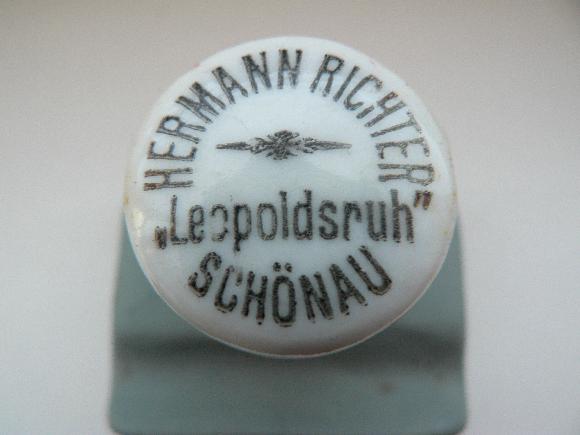 HERMANN RICHTER
„Leopoldsruh”
SCHÖNAU